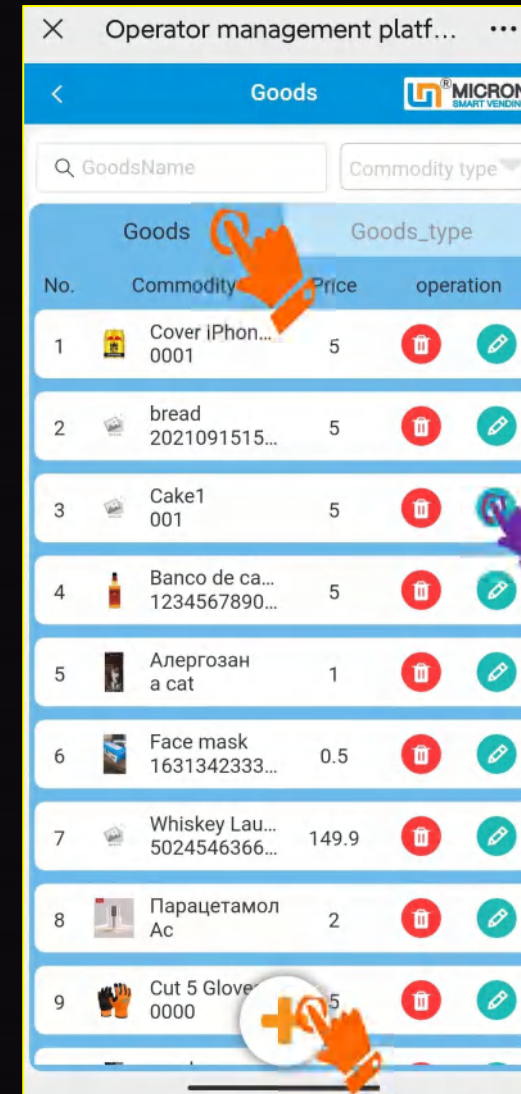 Operator management platf...
Goods
MICRON
SMART VENDING
GoodsName
Commodity type
Goods
Goods_type
No. Commodity Price operation
1 Cover iPhon... 5
0001
2 bread 5
2021091515...
3 Cake1 5
001
4 Banco de ca... 5
1234567890...
5 Алергозан 1
a cat
6 Face mask 0.5
1631342333...
7 Whiskey Lau... 149.9
5024546366...
8 Парацетамол 2
Ас
9 Cut 5 Glove 5
0000